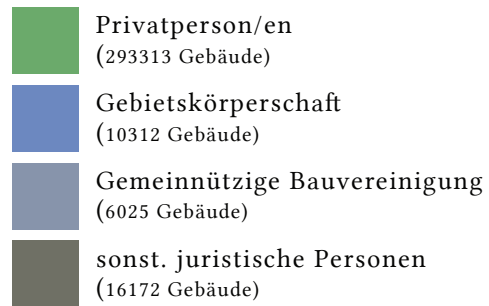 Privatperson/en
(293313 Gebäude)
Gebietskörperschaft
(10312 Gebäude)
Gemeinnützige Bauvereinigung
(6025 Gebäude)
sonst. juristische Personen
(16172 Gebäude)